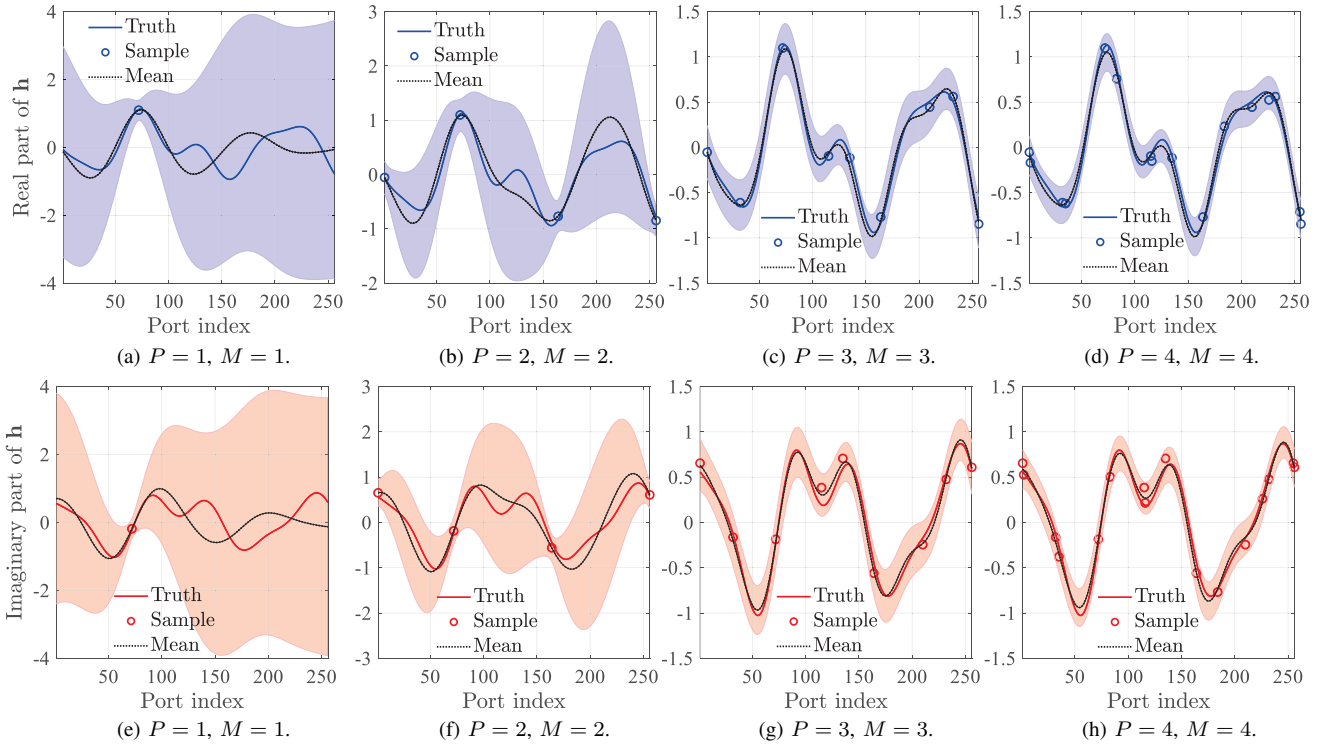 Real part of h
4
2
0
-2
-4
Truth
Sample
Mean
50 100 150 200 250
Port index
(a) P = 1, M = 1.
3
2
1
0
-1
-2
Truth
Sample
Mean
50 100 150 200 250
Port index
(b) P = 2, M = 2.
1.5
1
0.5
0
-0.5
-1
-1.5
Truth
Sample
Mean
50 100 150 200 250
Port index
(c) P = 3, M = 3.
1.5
1
0.5
0
-0.5
-1
-1.5
Truth
Sample
Mean
50 100 150 200 250
Port index
(d) P = 4, M = 4.
Imaginary part of h
4
2
0
-2
-4
Truth
Sample
Mean
50 100 150 200 250
Port index
(e) P = 1, M = 1.
3
2
1
0
-1
-2
-3
Truth
Sample
Mean
50 100 150 200 250
Port index
(f) P = 2, M = 2.
1.5
1
0.5
0
-0.5
-1
-1.5
Truth
Sample
Mean
50 100 150 200 250
Port index
(g) P = 3, M = 3.
1.5
1
0.5
0
-0.5
-1
-1.5
Truth
Sample
Mean
50 100 150 200 250
Port index
(h) P = 4, M = 4.